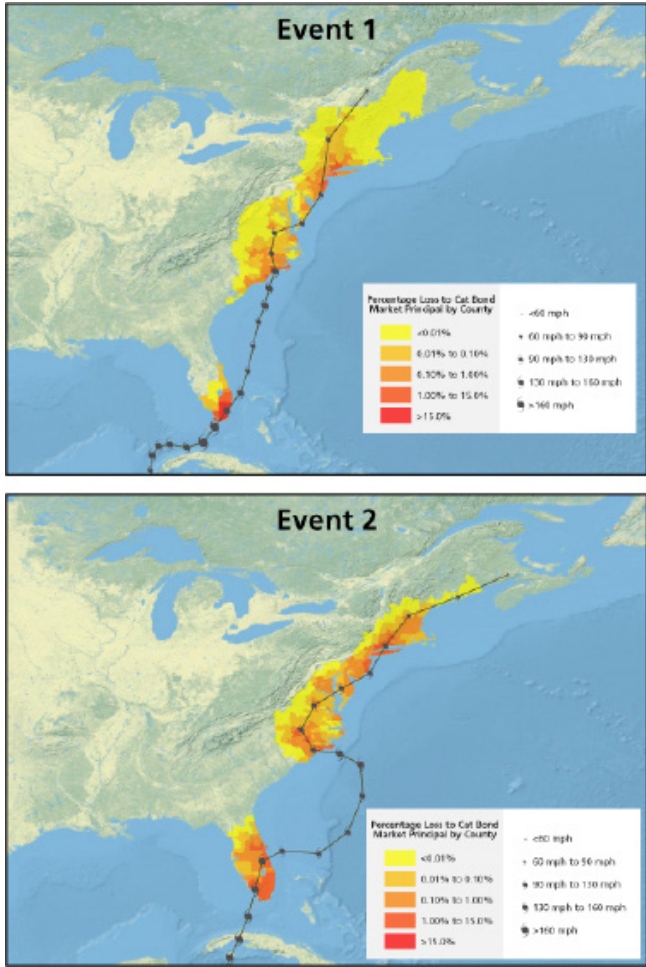 Event 1
Percentage Loss to Cat Bond
Market Principal by County
<0.01%
0.01% to 0.10%
0.10% to 1.00%
1.00% to 15.0%
>15.0%
<60 mph
60 mph to 90 mph
90 mph to 130 mph
130 mph to 160 mph
>160 mph
Event 2
Percentage Loss to Cat Bond
Market Principal by County
<0.01%
0.01% to 0.10%
0.10% to 1.00%
1.00% to 15.0%
>15.0%
<60 mph
60 mph to 90 mph
90 mph to 130 mph
130 mph to 160 mph
>160 mph